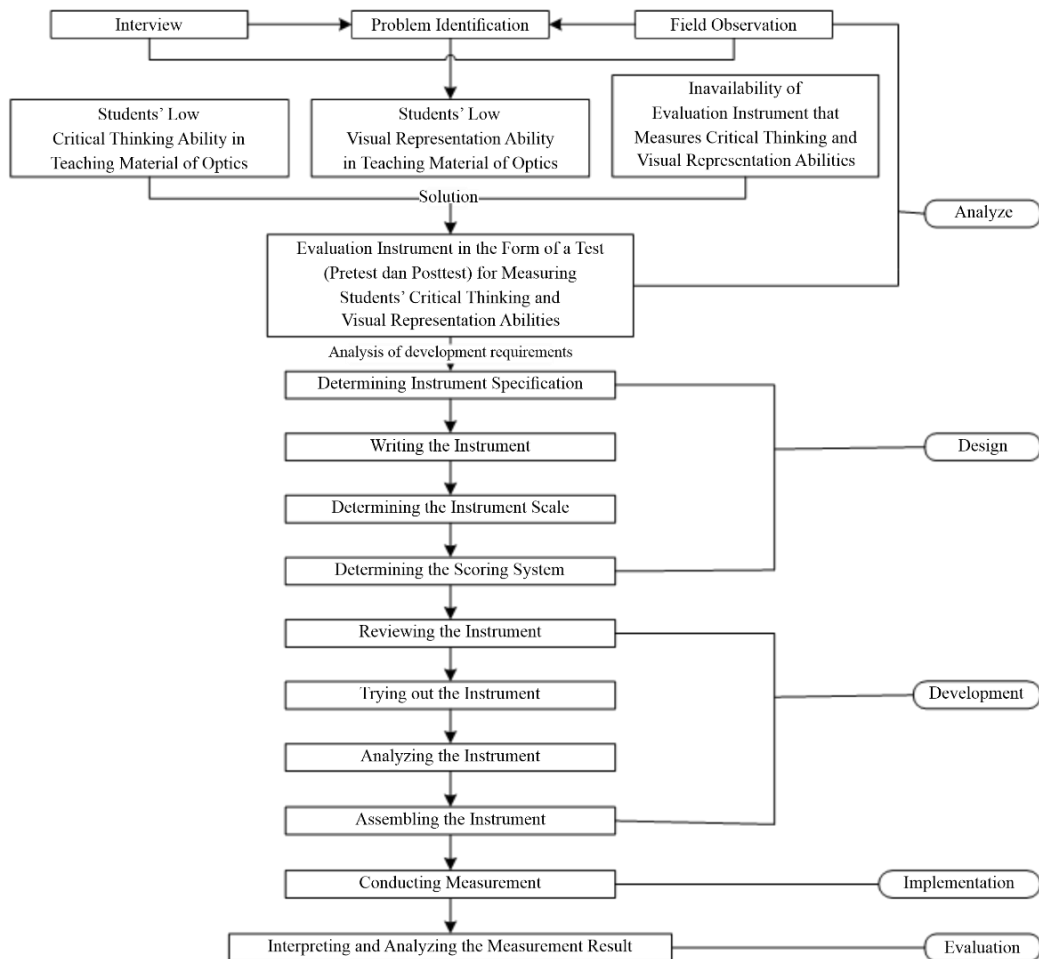 Interview
Problem Identification
Field Observation
Students’ Low
Critical Thinking Ability in
Teaching Material of Optics
Students’ Low
Visual Representation Ability
in Teaching Material of Optics
Inavailability of
Evaluation Instrument that
Measures Critical Thinking and
Visual Representation Abilities
Solution
Analyze
Evaluation Instrument in the Form of a Test
(Pretest dan Posttest) for Measuring
Students’ Critical Thinking and
Visual Representation Abilities
Analysis of development requirements
Determining Instrument Specification
Writing the Instrument
Design
Determining the Instrument Scale
Determining the Scoring System
Reviewing the Instrument
Trying out the Instrument
Development
Analyzing the Instrument
Assembling the Instrument
Conducting Measurement
Implementation
Interpreting and Analyzing the Measurement Result
Evaluation